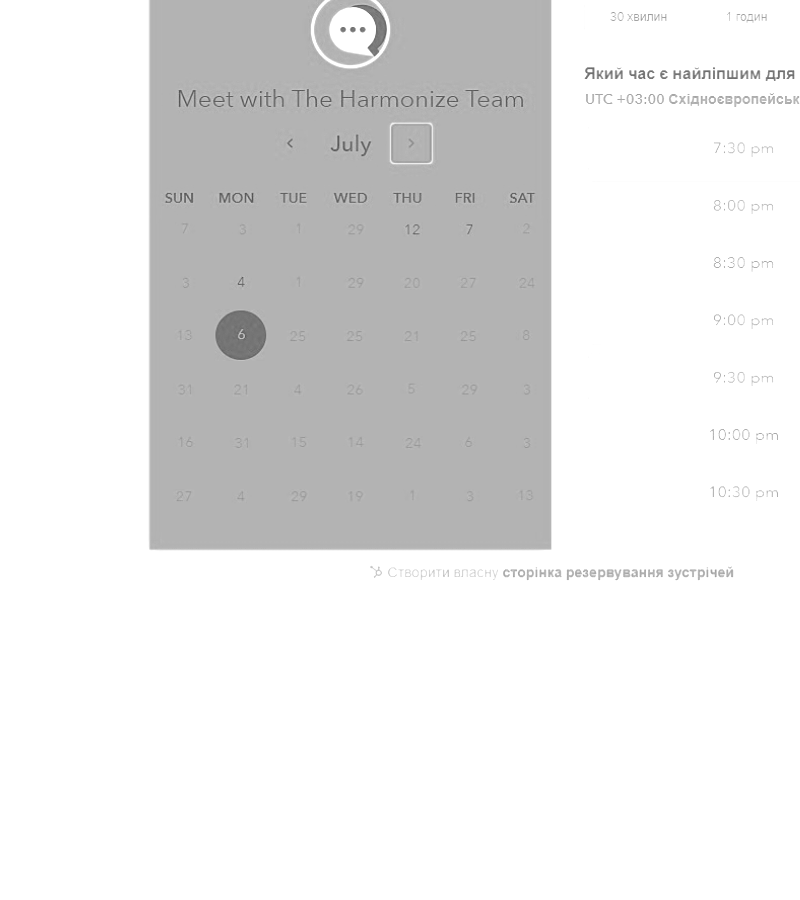 30 хвилин 1 годин
Який час є найліпшим для
UTC +03:00 Східноєвропейськ
Meet with The Harmonize Team
July
SUN MON TUE WED THU FRI SAT
7 3 1 29 12 7 2
3 4 1 29 20 27 24
13 6 25 25 21 25 8
31 21 4 26 5 29 3
16 31 15 14 24 6 3
27 4 29 19 1 3 13
7:30 pm
8:00 pm
8:30 pm
9:00 pm
9:30 pm
10:00 pm
10:30 pm
Створити власну сторінка резервування зустрічей